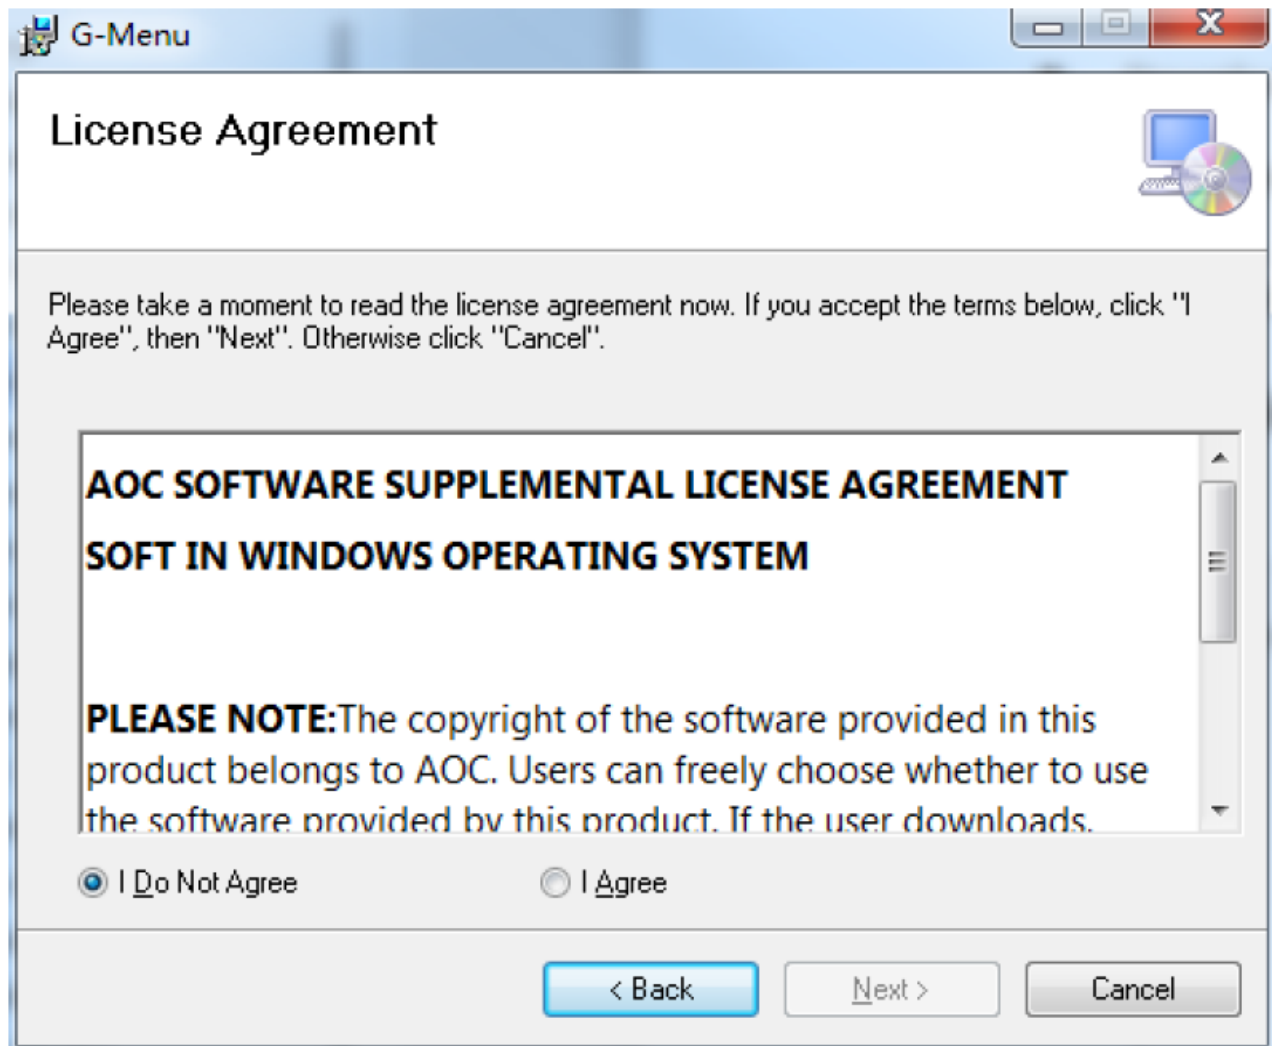 G-Menu
License Agreement
Please take a moment to read the license agreement now. If you accept the terms below, click "I
Agree", then "Next". Otherwise click "Cancel".
AOC SOFTWARE SUPPLEMENTAL LICENSE AGREEMENT
SOFT IN WINDOWS OPERATING SYSTEM
PLEASE NOTE:The copyright of the software provided in this
product belongs to AOC. Users can freely choose whether to use
the software provided by this product. If the user downloads,
I Do Not Agree
I Agree
< Back
Next >
Cancel